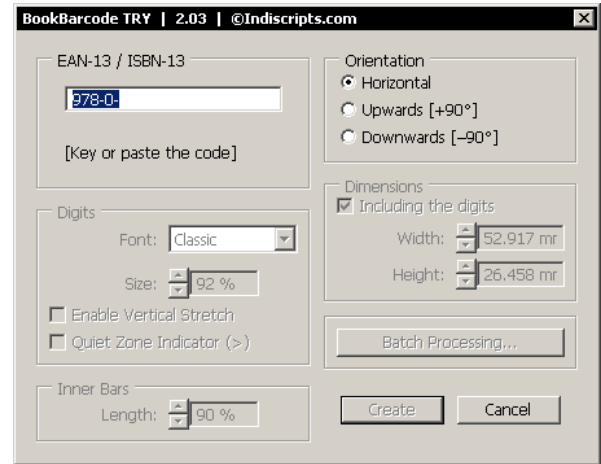 BookBarcode TRY | 2.03 | ©Indiscripts.com
EAN-13 / ISBN-13
978-0-
[Key or paste the code]
Orientation
Horizontal
Upwards [+90°]
Downwards [–90°]
Digits
Font: Classic
Size: 92 %
Enable Vertical Stretch
Quiet Zone Indicator (>)
Dimensions
Including the digits
Width: 52.917 mr
Height: 26.458 mr
Batch Processing...
Inner Bars
Length: 90 %
Create
Cancel